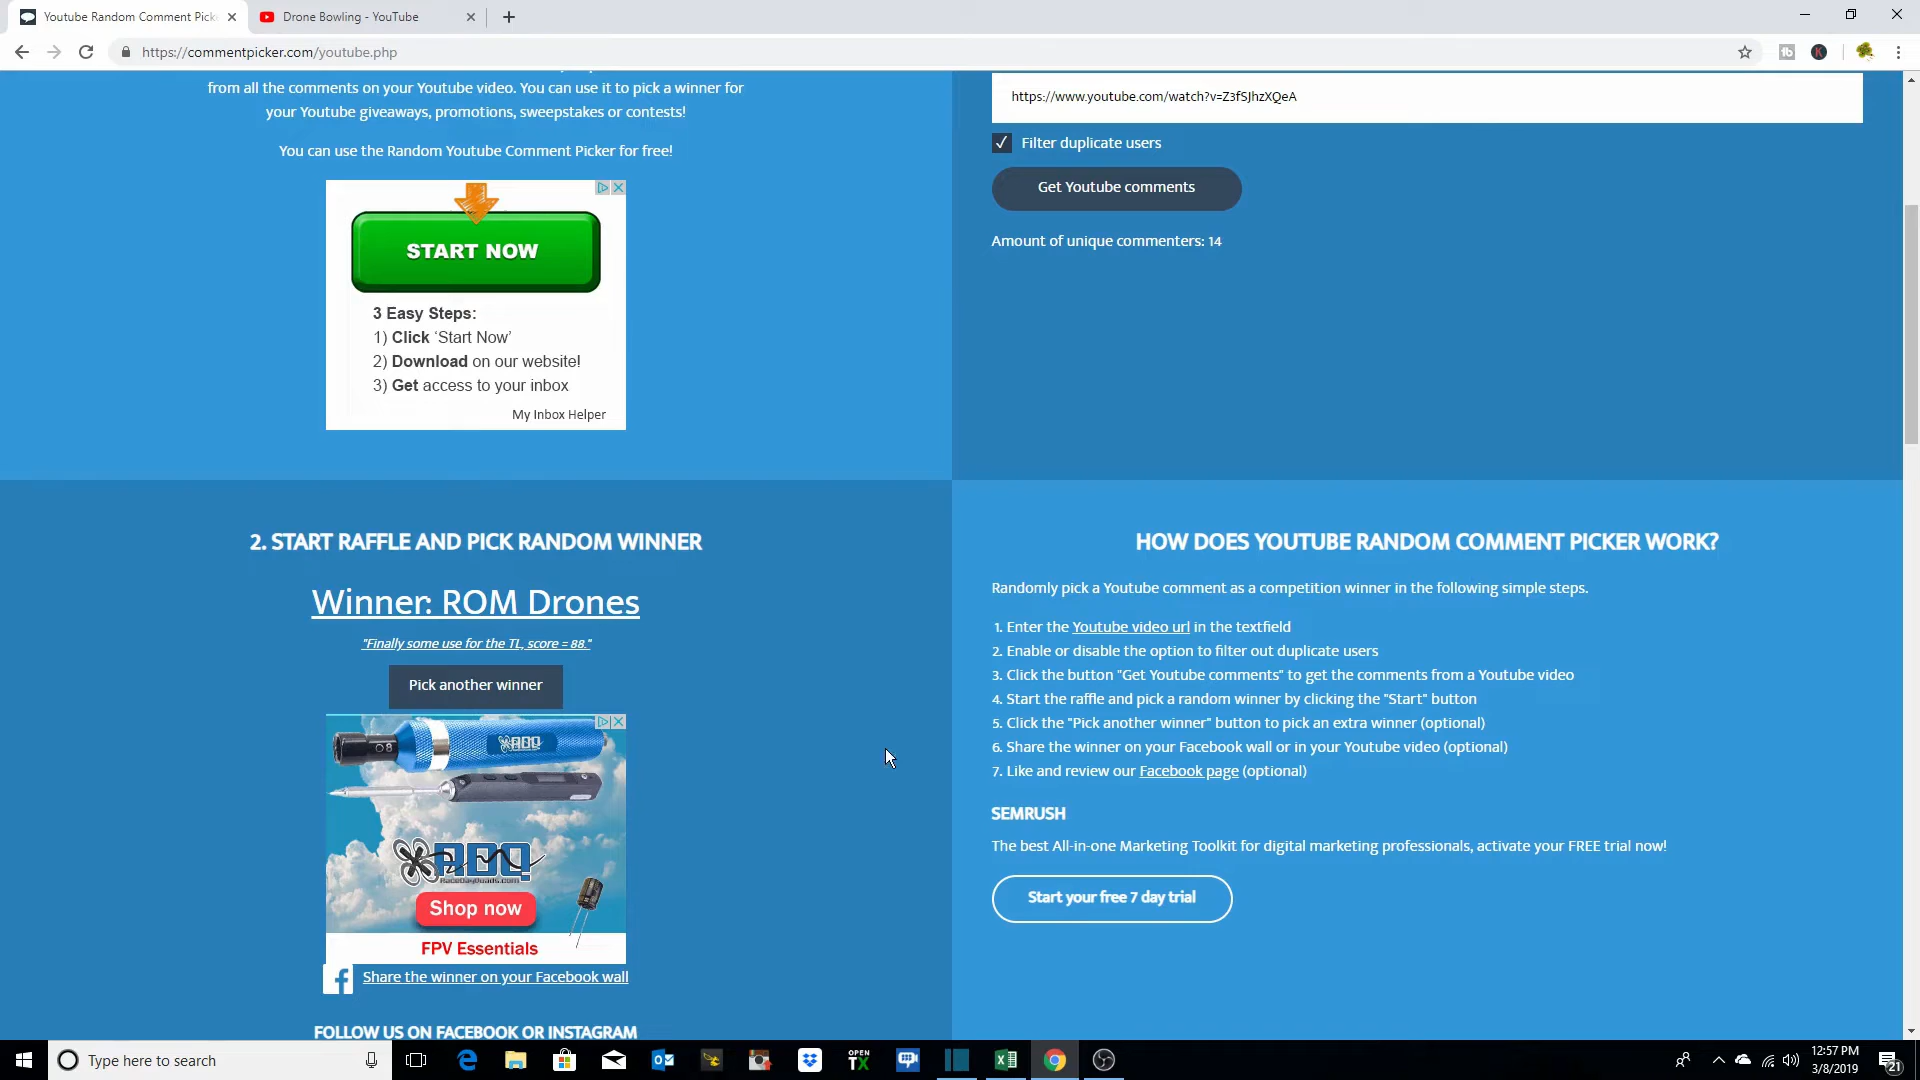 Youtube Random Comment Pick
Drone Bowling - YouTube
https://commentpicker.com/youtube.php
from all the comments on your Youtube video. You can use it to pick a winner for
your Youtube giveaways, promotions, sweepstakes or contests!
You can use the Random Youtube Comment Picker for free!
START NOW
3 Easy Steps:
1) Click ‘Start Now’
2) Download on our website!
3) Get access to your inbox
My Inbox Helper
https://www.youtube.com/watch?v=Z3fSJhzXQeA
Filter duplicate users
Get Youtube comments
Amount of unique commenters: 14
2. START RAFFLE AND PICK RANDOM WINNER
Winner: ROM Drones
"Finally some use for the TL, score = 88."
Pick another winner
RDQ
RaceDayQuads.com
Shop now
FPV Essentials
Share the winner on your Facebook wall
FOLLOW US ON FACEBOOK OR INSTAGRAM
HOW DOES YOUTUBE RANDOM COMMENT PICKER WORK?
Randomly pick a Youtube comment as a competition winner in the following simple steps.
1. Enter the Youtube video url in the textfield
2. Enable or disable the option to filter out duplicate users
3. Click the button "Get Youtube comments" to get the comments from a Youtube video
4. Start the raffle and pick a random winner by clicking the "Start" button
5. Click the "Pick another winner" button to pick an extra winner (optional)
6. Share the winner on your Facebook wall or in your Youtube video (optional)
7. Like and review our Facebook page (optional)
SEMRUSH
The best All-in-one Marketing Toolkit for digital marketing professionals, activate your FREE trial now!
Start your free 7 day trial
Type here to search
OPEN
TX
12:57 PM
3/8/2019
21